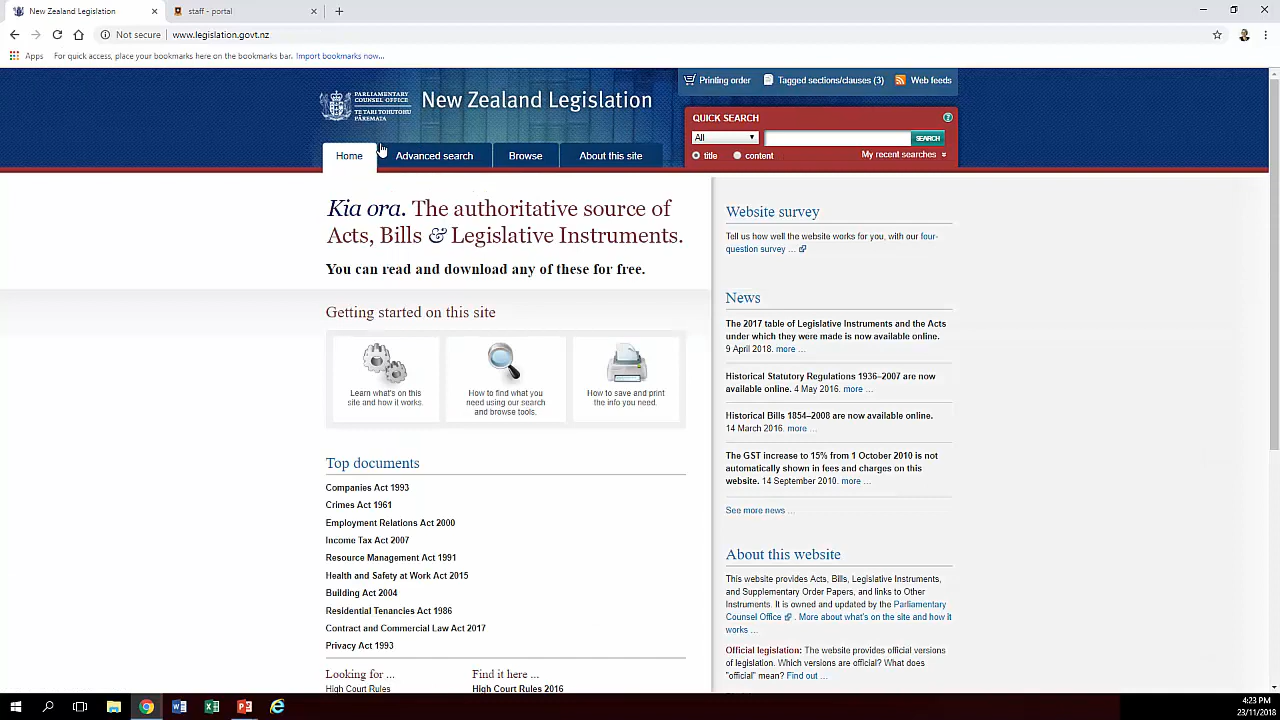 New Zealand Legislation
staff - portal
Not secure | www.legislation.govt.nz
Apps For quick access, place your bookmarks here on the bookmarks bar. Import bookmarks now...
PARLIAMENTARY
COUNSEL OFFICE
TE TARI TOHUTOHU
PĀREMATA
New Zealand Legislation
Printing order Tagged sections/clauses (3) Web feeds
QUICK SEARCH
All SEARCH
title content My recent searches
Home Advanced search Browse About this site
Kia ora. The authoritative source of
Acts, Bills & Legislative Instruments.
You can read and download any of these for free.
Getting started on this site
Learn what's on this
site and how it works.
How to find what you
need using our search
and browse tools.
How to save and print
the info you need.
Top documents
Companies Act 1993
Crimes Act 1961
Employment Relations Act 2000
Income Tax Act 2007
Resource Management Act 1991
Health and Safety at Work Act 2015
Building Act 2004
Residential Tenancies Act 1986
Contract and Commercial Law Act 2017
Privacy Act 1993
Looking for ... Find it here ...
High Court Rules High Court Rules 2016
Website survey
Tell us how well the website works for you, with our four-
question survey ...
News
The 2017 table of Legislative Instruments and the Acts
under which they were made is now available online.
9 April 2018. more ...
Historical Statutory Regulations 1936–2007 are now
available online. 4 May 2016. more ...
Historical Bills 1854–2008 are now available online.
14 March 2016. more ...
The GST increase to 15% from 1 October 2010 is not
automatically shown in fees and charges on this
website. 14 September 2010. more ...
See more news ...
About this website
This website provides Acts, Bills, Legislative Instruments,
and Supplementary Order Papers, and links to Other
Instruments. It is owned and updated by the Parliamentary
Counsel Office . More about what's on the site and how it
works ...
Official legislation: The website provides official versions
of legislation. Which versions are official? What does
"official" mean? Find out ...
4:23 PM
23/11/2018